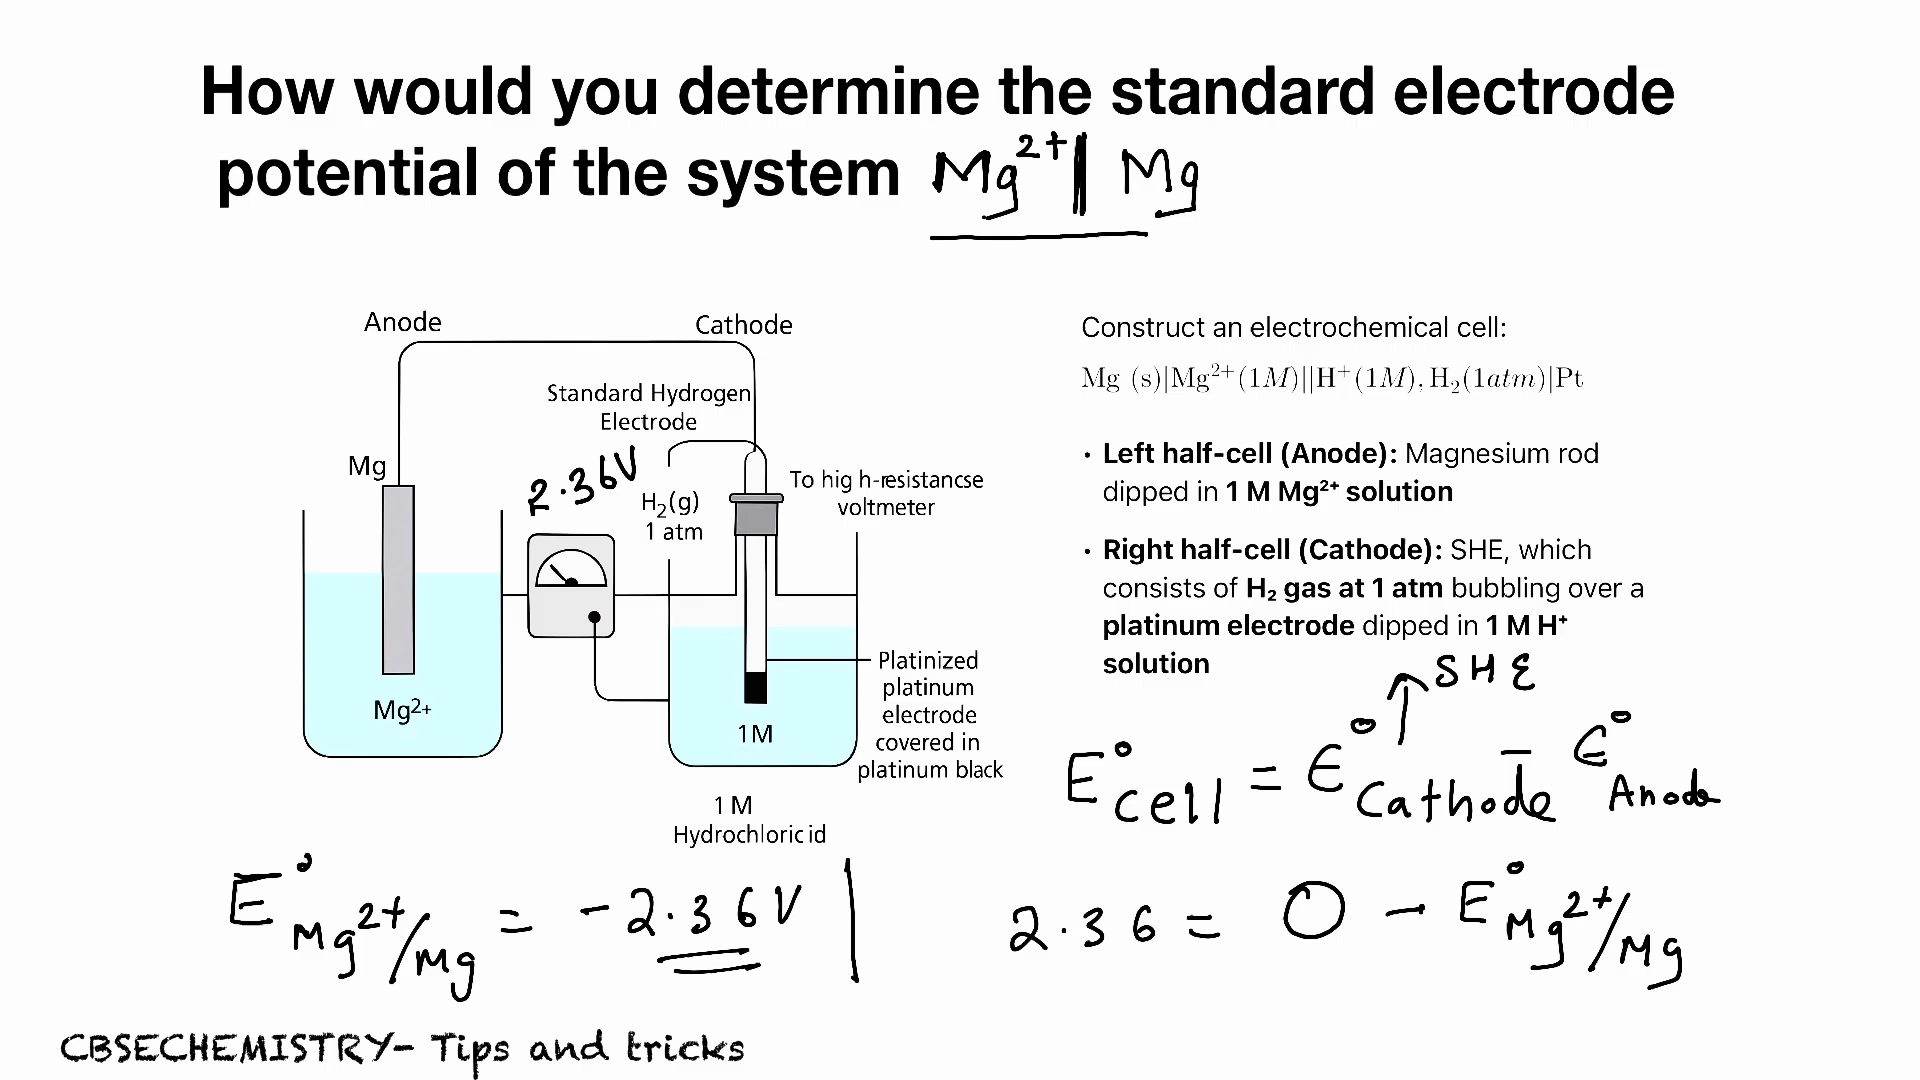 How would you determine the standard electrode
potential of the system Mg²⁺| Mg
Anode
Cathode
Standard Hydrogen
Electrode
Mg
2.36V
H₂(g)
1 atm
To hig h-resistancse
voltmeter
Mg2+
1M
Platinized
platinum
electrode
covered in
platinum black
1 M
Hydrochloric id
Construct an electrochemical cell:
Mg (s)|Mg²⁺(1M)||H⁺(1M), H₂(1atm)|Pt
• Left half-cell (Anode): Magnesium rod
dipped in 1 M Mg²⁺ solution
• Right half-cell (Cathode): SHE, which
consists of H₂ gas at 1 atm bubbling over a
platinum electrode dipped in 1 M H⁺
solution
SHE
E°cell = E°Cathode - E°Anode
2.36 = 0 - E°Mg²⁺/Mg
E°Mg²⁺/Mg = -2.36V
CBSECHEMISTRY- Tips and tricks